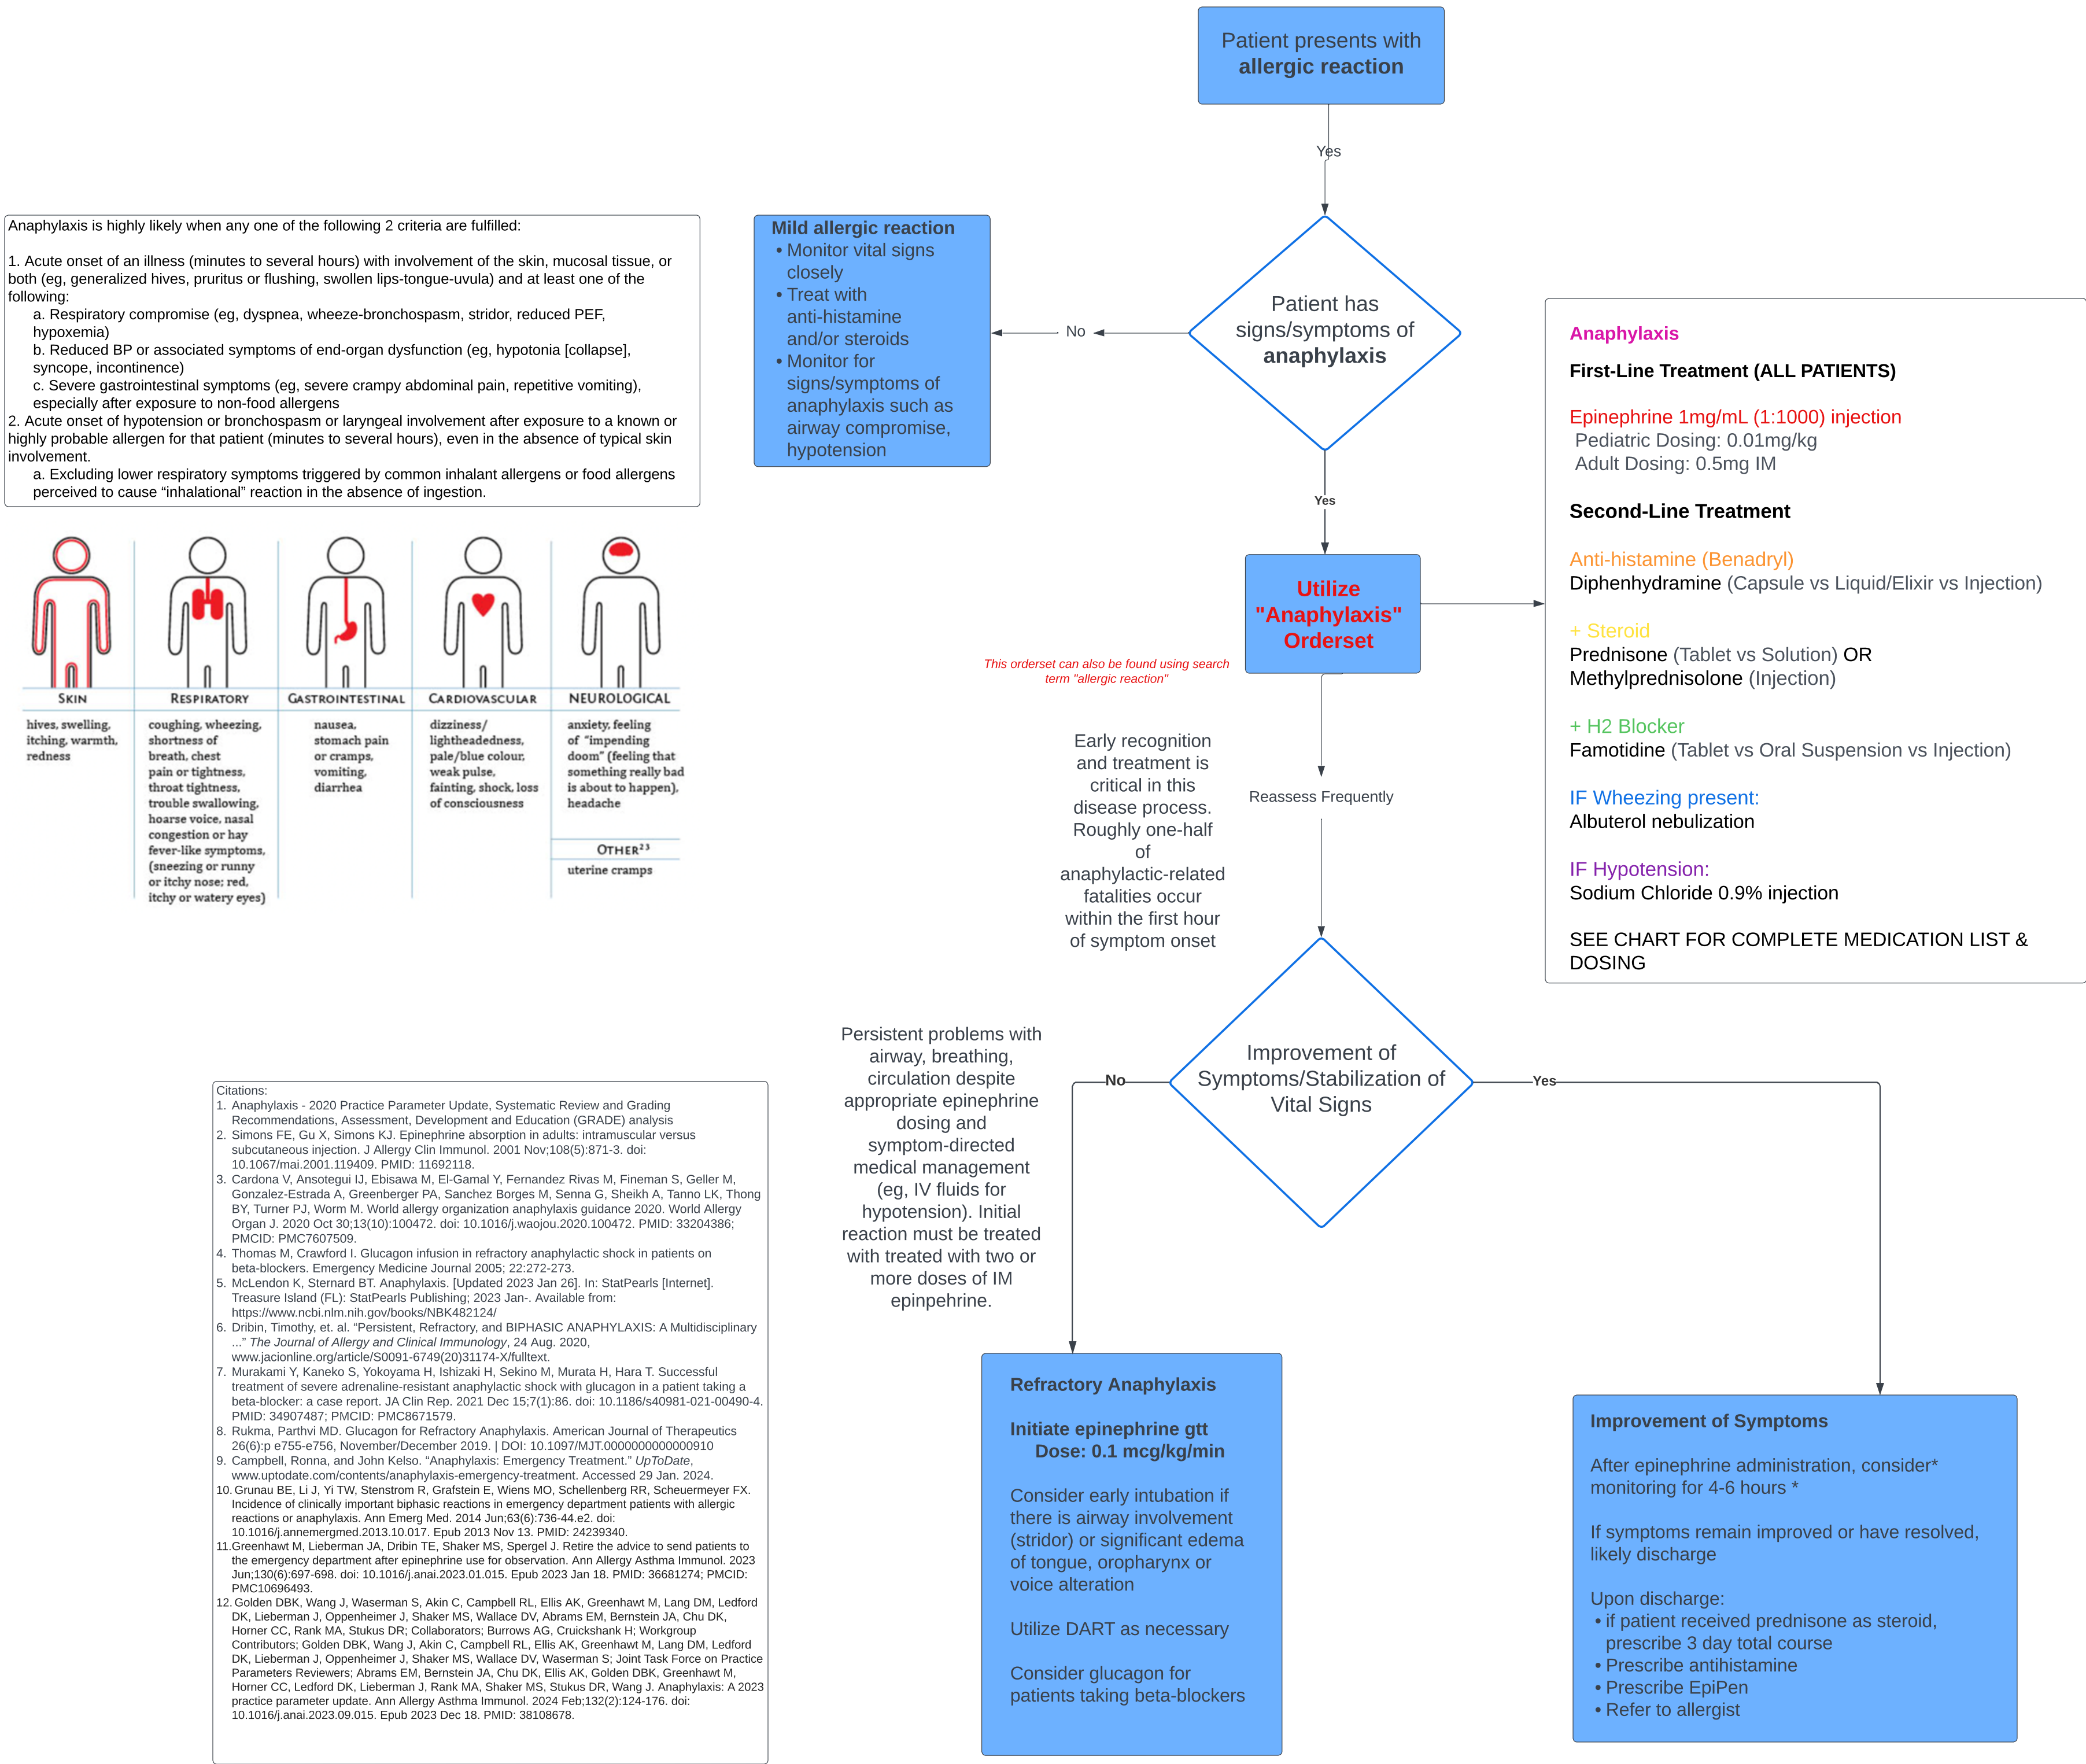 Patient presents with
allergic reaction
Yes
Anaphylaxis is highly likely when any one of the following 2 criteria are fulfilled:
1. Acute onset of an illness (minutes to several hours) with involvement of the skin, mucosal tissue, or
both (eg, generalized hives, pruritus or flushing, swollen lips-tongue-uvula) and at least one of the
following:
a. Respiratory compromise (eg, dyspnea, wheeze-bronchospasm, stridor, reduced PEF,
hypoxemia)
b. Reduced BP or associated symptoms of end-organ dysfunction (eg, hypotonia [collapse],
syncope, incontinence)
c. Severe gastrointestinal symptoms (eg, severe crampy abdominal pain, repetitive vomiting),
especially after exposure to non-food allergens
2. Acute onset of hypotension or bronchospasm or laryngeal involvement after exposure to a known or
highly probable allergen for that patient (minutes to several hours), even in the absence of typical skin
involvement.
a. Excluding lower respiratory symptoms triggered by common inhalant allergens or food allergens
perceived to cause “inhalational” reaction in the absence of ingestion.
Mild allergic reaction
• Monitor vital signs
closely
• Treat with
anti-histamine
and/or steroids
• Monitor for
signs/symptoms of
anaphylaxis such as
airway compromise,
hypotension
No
Patient has
signs/symptoms of
anaphylaxis
Yes
Utilize
"Anaphylaxis"
Orderset
This orderset can also be found using search
term "allergic reaction"
Anaphylaxis
First-Line Treatment (ALL PATIENTS)
Epinephrine 1mg/mL (1:1000) injection
Pediatric Dosing: 0.01mg/kg
Adult Dosing: 0.5mg IM
Second-Line Treatment
Anti-histamine (Benadryl)
Diphenhydramine (Capsule vs Liquid/Elixir vs Injection)
+ Steroid
Prednisone (Tablet vs Solution) OR
Methylprednisolone (Injection)
+ H2 Blocker
Famotidine (Tablet vs Oral Suspension vs Injection)
IF Wheezing present:
Albuterol nebulization
IF Hypotension:
Sodium Chloride 0.9% injection
SEE CHART FOR COMPLETE MEDICATION LIST &
DOSING
SKIN
hives, swelling,
itching, warmth,
redness
RESPIRATORY
coughing, wheezing,
shortness of
breath, chest
pain or tightness,
throat tightness,
trouble swallowing,
hoarse voice, nasal
congestion or hay
fever-like symptoms,
(sneezing or runny
or itchy nose; red,
itchy or watery eyes)
GASTROINTESTINAL
nausea,
stomach pain
or cramps,
vomiting,
diarrhea
CARDIOVASCULAR
dizziness/
lightheadedness,
pale/blue colour,
weak pulse,
fainting, shock, loss
of consciousness
NEUROLOGICAL
anxiety, feeling
of “impending
doom” (feeling that
something really bad
is about to happen),
headache
OTHER23
uterine cramps
Early recognition
and treatment is
critical in this
disease process.
Roughly one-half
of
anaphylactic-related
fatalities occur
within the first hour
of symptom onset
Reassess Frequently
Improvement of
Symptoms/Stabilization of
Vital Signs
No
Yes
Persistent problems with
airway, breathing,
circulation despite
appropriate epinephrine
dosing and
symptom-directed
medical management
(eg, IV fluids for
hypotension). Initial
reaction must be treated
with treated with two or
more doses of IM
epinpehrine.
Citations:
1. Anaphylaxis - 2020 Practice Parameter Update, Systematic Review and Grading
Recommendations, Assessment, Development and Education (GRADE) analysis
2. Simons FE, Gu X, Simons KJ. Epinephrine absorption in adults: intramuscular versus
subcutaneous injection. J Allergy Clin Immunol. 2001 Nov;108(5):871-3. doi:
10.1067/mai.2001.119409. PMID: 11692118.
3. Cardona V, Ansotegui IJ, Ebisawa M, El-Gamal Y, Fernandez Rivas M, Fineman S, Geller M,
Gonzalez-Estrada A, Greenberger PA, Sanchez Borges M, Senna G, Sheikh A, Tanno LK, Thong
BY, Turner PJ, Worm M. World allergy organization anaphylaxis guidance 2020. World Allergy
Organ J. 2020 Oct 30;13(10):100472. doi: 10.1016/j.waojou.2020.100472. PMID: 33204386;
PMCID: PMC7607509.
4. Thomas M, Crawford I. Glucagon infusion in refractory anaphylactic shock in patients on
beta-blockers. Emergency Medicine Journal 2005; 22:272-273.
5. McLendon K, Sternard BT. Anaphylaxis. [Updated 2023 Jan 26]. In: StatPearls [Internet].
Treasure Island (FL): StatPearls Publishing; 2023 Jan-. Available from:
https://www.ncbi.nlm.nih.gov/books/NBK482124/
6. Dribin, Timothy, et. al. “Persistent, Refractory, and BIPHASIC ANAPHYLAXIS: A Multidisciplinary
...” The Journal of Allergy and Clinical Immunology, 24 Aug. 2020,
www.jacionline.org/article/S0091-6749(20)31174-X/fulltext.
7. Murakami Y, Kaneko S, Yokoyama H, Ishizaki H, Sekino M, Murata H, Hara T. Successful
treatment of severe adrenaline-resistant anaphylactic shock with glucagon in a patient taking a
beta-blocker: a case report. JA Clin Rep. 2021 Dec 15;7(1):86. doi: 10.1186/s40981-021-00490-4.
PMID: 34907487; PMCID: PMC8671579.
8. Rukma, Parthvi MD. Glucagon for Refractory Anaphylaxis. American Journal of Therapeutics
26(6):p e755-e756, November/December 2019. | DOI: 10.1097/MJT.0000000000000910
9. Campbell, Ronna, and John Kelso. “Anaphylaxis: Emergency Treatment.” UpToDate,
www.uptodate.com/contents/anaphylaxis-emergency-treatment. Accessed 29 Jan. 2024.
10. Grunau BE, Li J, Yi TW, Stenstrom R, Grafstein E, Wiens MO, Schellenberg RR, Scheuermeyer FX.
Incidence of clinically important biphasic reactions in emergency department patients with allergic
reactions or anaphylaxis. Ann Emerg Med. 2014 Jun;63(6):736-44.e2. doi:
10.1016/j.annemergmed.2013.10.017. Epub 2013 Nov 13. PMID: 24239340.
11. Greenhawt M, Lieberman JA, Dribin TE, Shaker MS, Spergel J. Retire the advice to send patients to
the emergency department after epinephrine use for observation. Ann Allergy Asthma Immunol. 2023
Jun;130(6):697-698. doi: 10.1016/j.anai.2023.01.015. Epub 2023 Jan 18. PMID: 36681274; PMCID:
PMC10696493.
12. Golden DBK, Wang J, Waserman S, Akin C, Campbell RL, Ellis AK, Greenhawt M, Lang DM, Ledford
DK, Lieberman J, Oppenheimer J, Shaker MS, Wallace DV, Abrams EM, Bernstein JA, Chu DK,
Horner CC, Rank MA, Stukus DR; Collaborators; Burrows AG, Cruickshank H; Workgroup
Contributors; Golden DBK, Wang J, Akin C, Campbell RL, Ellis AK, Greenhawt M, Lang DM, Ledford
DK, Lieberman J, Oppenheimer J, Shaker MS, Wallace DV, Waserman S; Joint Task Force on Practice
Parameters Reviewers; Abrams EM, Bernstein JA, Chu DK, Ellis AK, Golden DBK, Greenhawt M,
Horner CC, Ledford DK, Lieberman J, Rank MA, Shaker MS, Stukus DR, Wang J. Anaphylaxis: A 2023
practice parameter update. Ann Allergy Asthma Immunol. 2024 Feb;132(2):124-176. doi:
10.1016/j.anai.2023.09.015. Epub 2023 Dec 18. PMID: 38108678.
Refractory Anaphylaxis
Initiate epinephrine gtt
Dose: 0.1 mcg/kg/min
Consider early intubation if
there is airway involvement
(stridor) or significant edema
of tongue, oropharynx or
voice alteration
Utilize DART as necessary
Consider glucagon for
patients taking beta-blockers
Improvement of Symptoms
After epinephrine administration, consider*
monitoring for 4-6 hours *
If symptoms remain improved or have resolved,
likely discharge
Upon discharge:
• if patient received prednisone as steroid,
prescribe 3 day total course
• Prescribe antihistamine
• Prescribe EpiPen
• Refer to allergist